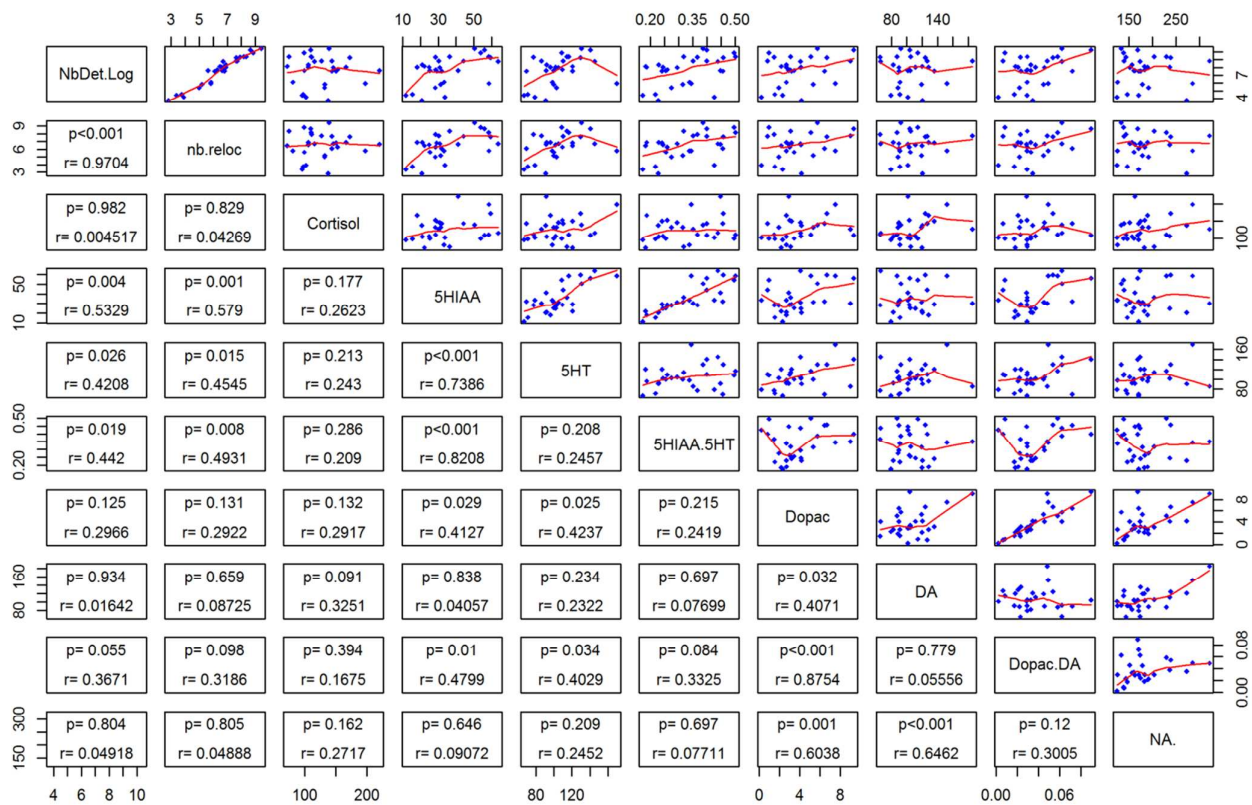 3 5 7 9 10 30 50 0.20 0.35 0.50 80 140 150 250
NbDet.Log
4 7
3 6 9
p<0.001
r= 0.9704
nb.reloc
p= 0.982
r= 0.004517
p= 0.829
r= 0.04269
Cortisol
100
10 50
p= 0.004
r= 0.5329
p= 0.001
r= 0.579
p= 0.177
r= 0.2623
5HIAA
p= 0.026
r= 0.4208
p= 0.015
r= 0.4545
p= 0.213
r= 0.243
p<0.001
r= 0.7386
5HT
80 160
0.20 0.50
p= 0.019
r= 0.442
p= 0.008
r= 0.4931
p= 0.286
r= 0.209
p<0.001
r= 0.8208
p= 0.208
r= 0.2457
5HIAA.5HT
p= 0.125
r= 0.2966
p= 0.131
r= 0.2922
p= 0.132
r= 0.2917
p= 0.029
r= 0.4127
p= 0.025
r= 0.4237
p= 0.215
r= 0.2419
Dopac
0 4 8
80 160
p= 0.934
r= 0.01642
p= 0.659
r= 0.08725
p= 0.091
r= 0.3251
p= 0.838
r= 0.04057
p= 0.234
r= 0.2322
p= 0.697
r= 0.07699
p= 0.032
r= 0.4071
DA
p= 0.055
r= 0.3671
p= 0.098
r= 0.3186
p= 0.394
r= 0.1675
p= 0.01
r= 0.4799
p= 0.034
r= 0.4029
p= 0.084
r= 0.3325
p<0.001
r= 0.8754
p= 0.779
r= 0.05556
Dopac.DA
0.00 0.08
150 300
p= 0.804
r= 0.04918
p= 0.805
r= 0.04888
p= 0.162
r= 0.2717
p= 0.646
r= 0.09072
p= 0.209
r= 0.2452
p= 0.697
r= 0.07711
p= 0.001
r= 0.6038
p<0.001
r= 0.6462
p= 0.12
r= 0.3005
NA.
4 6 8 10 100 200 80 120 0 4 8 0.00 0.06